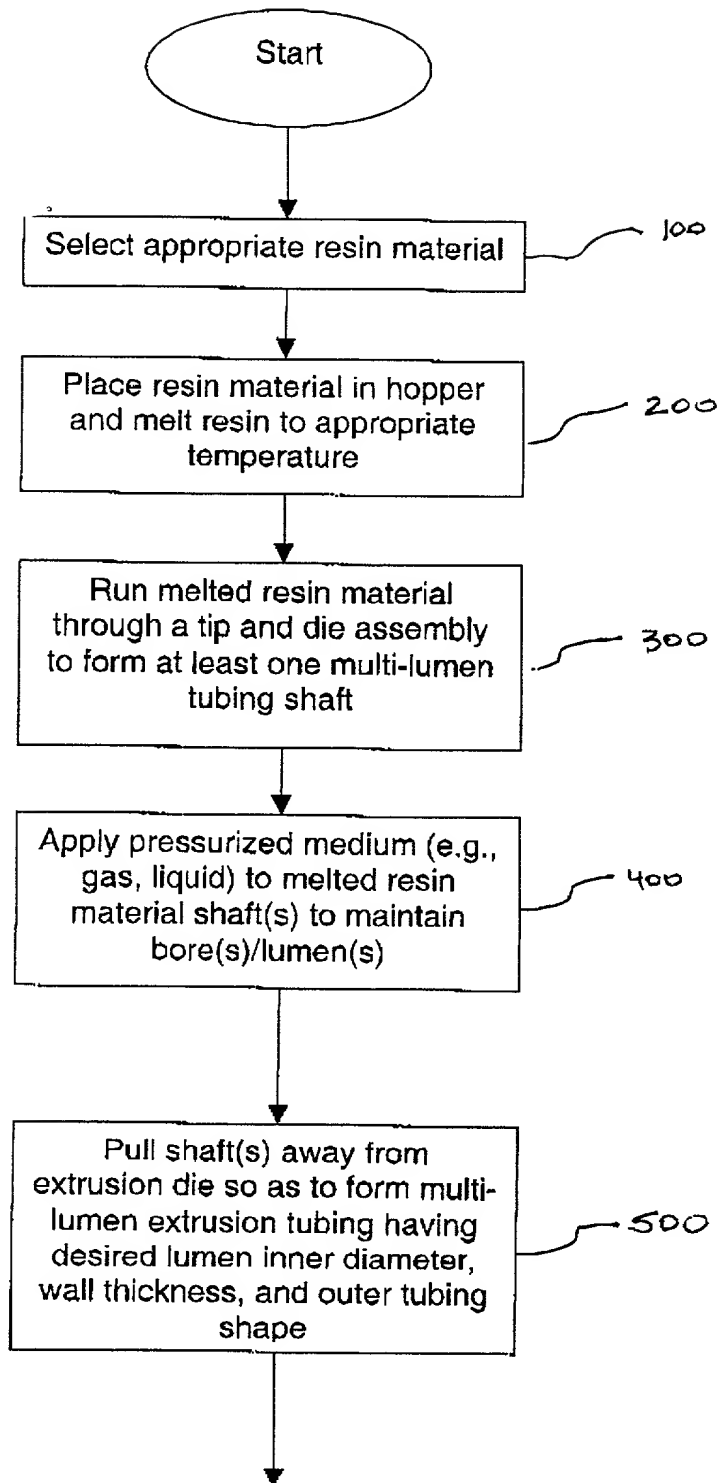 Start
Select appropriate resin material
100
Place resin material in hopper
and melt resin to appropriate
temperature
200
Run melted resin material
through a tip and die assembly
to form at least one multi-lumen
tubing shaft
300
Apply pressurized medium (e.g.,
gas, liquid) to melted resin
material shaft(s) to maintain
bore(s)/lumen(s)
400
Pull shaft(s) away from
extrusion die so as to form multi-
lumen extrusion tubing having
desired lumen inner diameter,
wall thickness, and outer tubing
shape
500